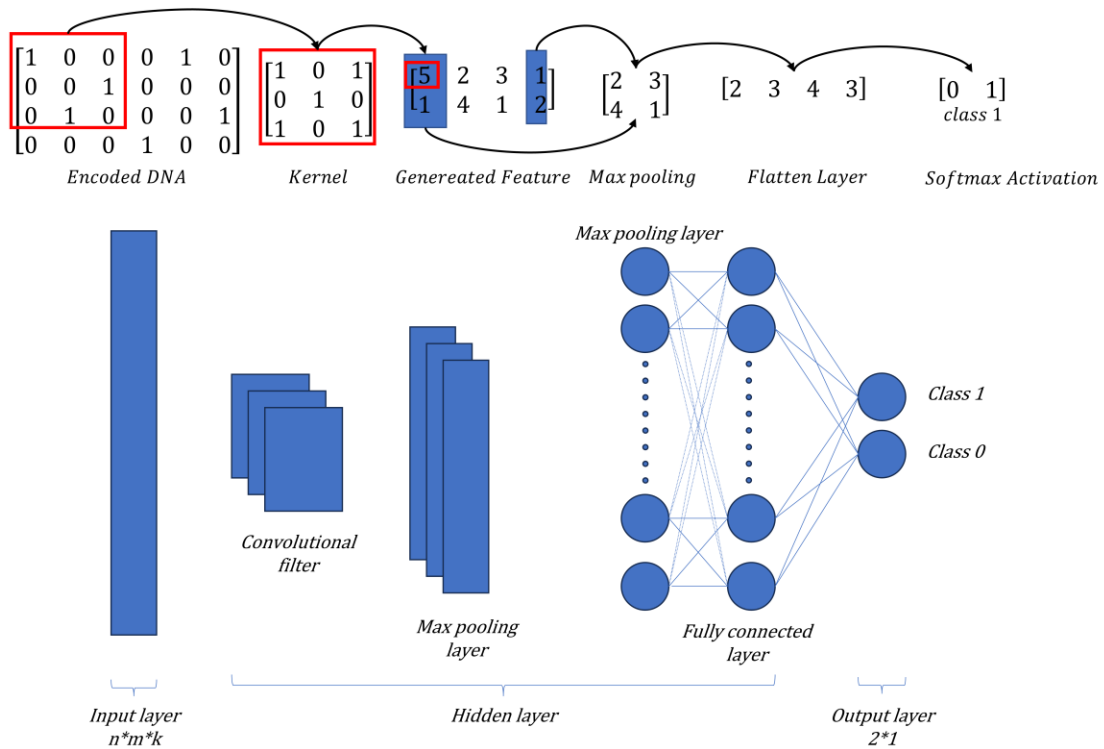 1 0 0 0 1 0
0 0 1 0 0 0
0 1 0 0 0 1
0 0 0 1 0 0
Encoded DNA
1 0 1
0 1 0
1 0 1
Kernel
5 2 3 1
1 4 1 2
Genereated Feature
2 3
4 1
Max pooling
[2 3 4 3]
Flatten Layer
[0 1]
class 1
Softmax Activation
Max pooling layer
Convolutional
filter
Max pooling
layer
Fully connected
layer
Class 1
Class 0
Input layer
n*m*k
Hidden layer
Output layer
2*1